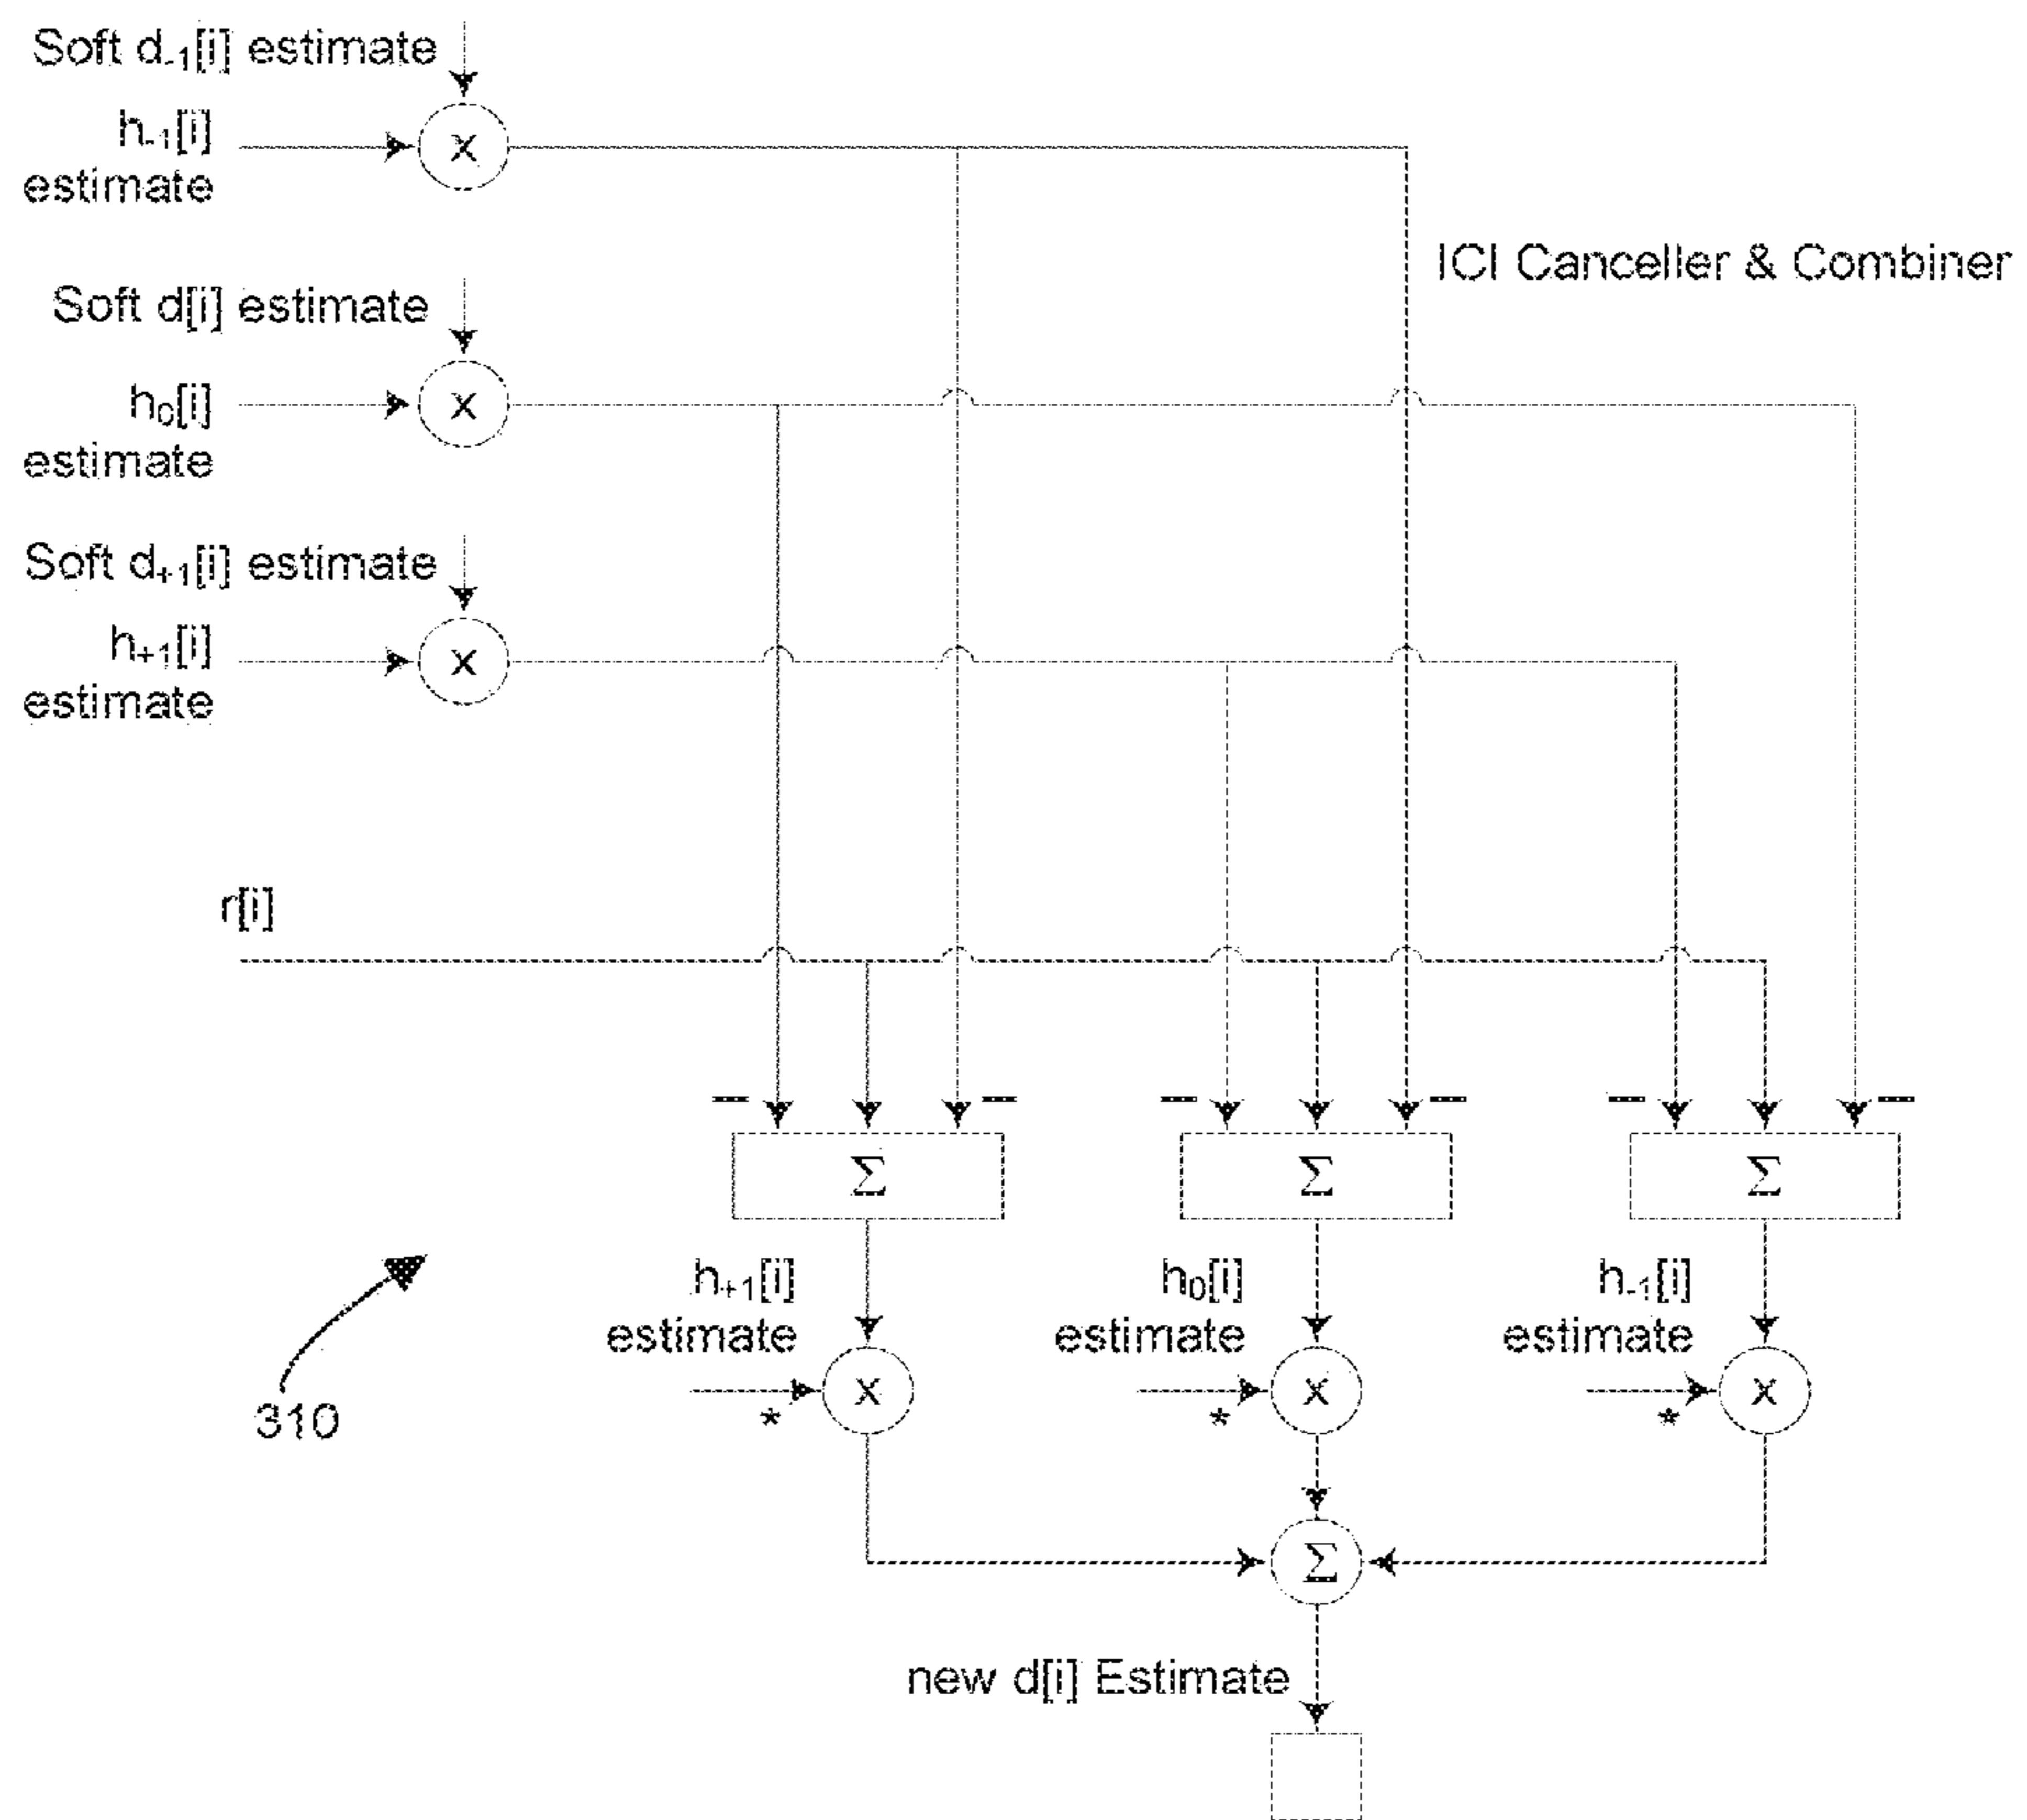 Soft d₋₁[i] estimate
h₋₁[i]
estimate
x
ICI Canceller & Combiner
Soft d[i] estimate
h₀[i]
estimate
x
Soft d₊₁[i] estimate
h₊₁[i]
estimate
x
r[i]
− − − − − −
Σ Σ Σ
h₊₁[i] h₀[i] h₋₁[i]
estimate estimate estimate
x x x
* * *
310
Σ
new d[i] Estimate